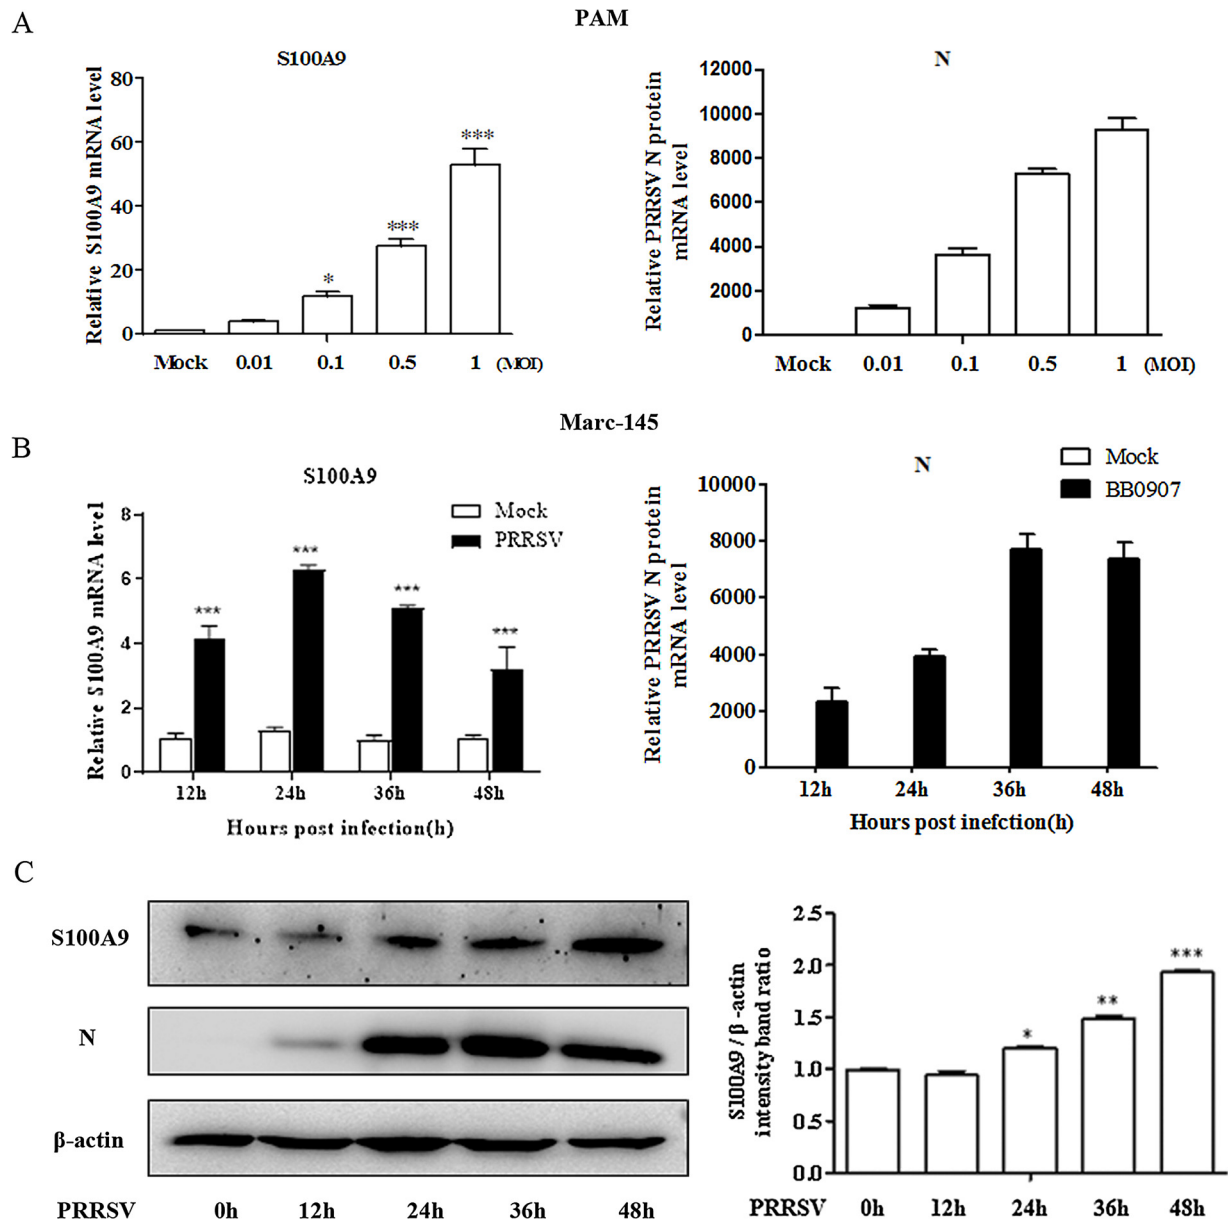 A
PAM
S100A9
Relative S100A9 mRNA level
80
60
40
20
0
*
***
***
Mock 0.01 0.1 0.5 1 (MOI)
N
Relative PRRSV N protein
mRNA level
12000
10000
8000
6000
4000
2000
0
Mock 0.01 0.1 0.5 1 (MOI)
B
Marc-145
S100A9
Mock
PRRSV
Relative S100A9 mRNA level
8
6
4
2
0
***
***
***
***
12h 24h 36h 48h
Hours post infection(h)
N
Mock
BB0907
Relative PRRSV N protein
mRNA level
10000
8000
6000
4000
2000
0
12h 24h 36h 48h
Hours post inefction(h)
C
S100A9
N
β-actin
PRRSV 0h 12h 24h 36h 48h
S100A9 / β -actin
intensity band ratio
2.5
2.0
1.5
1.0
0.5
0.0
*
**
***
PRRSV 0h 12h 24h 36h 48h